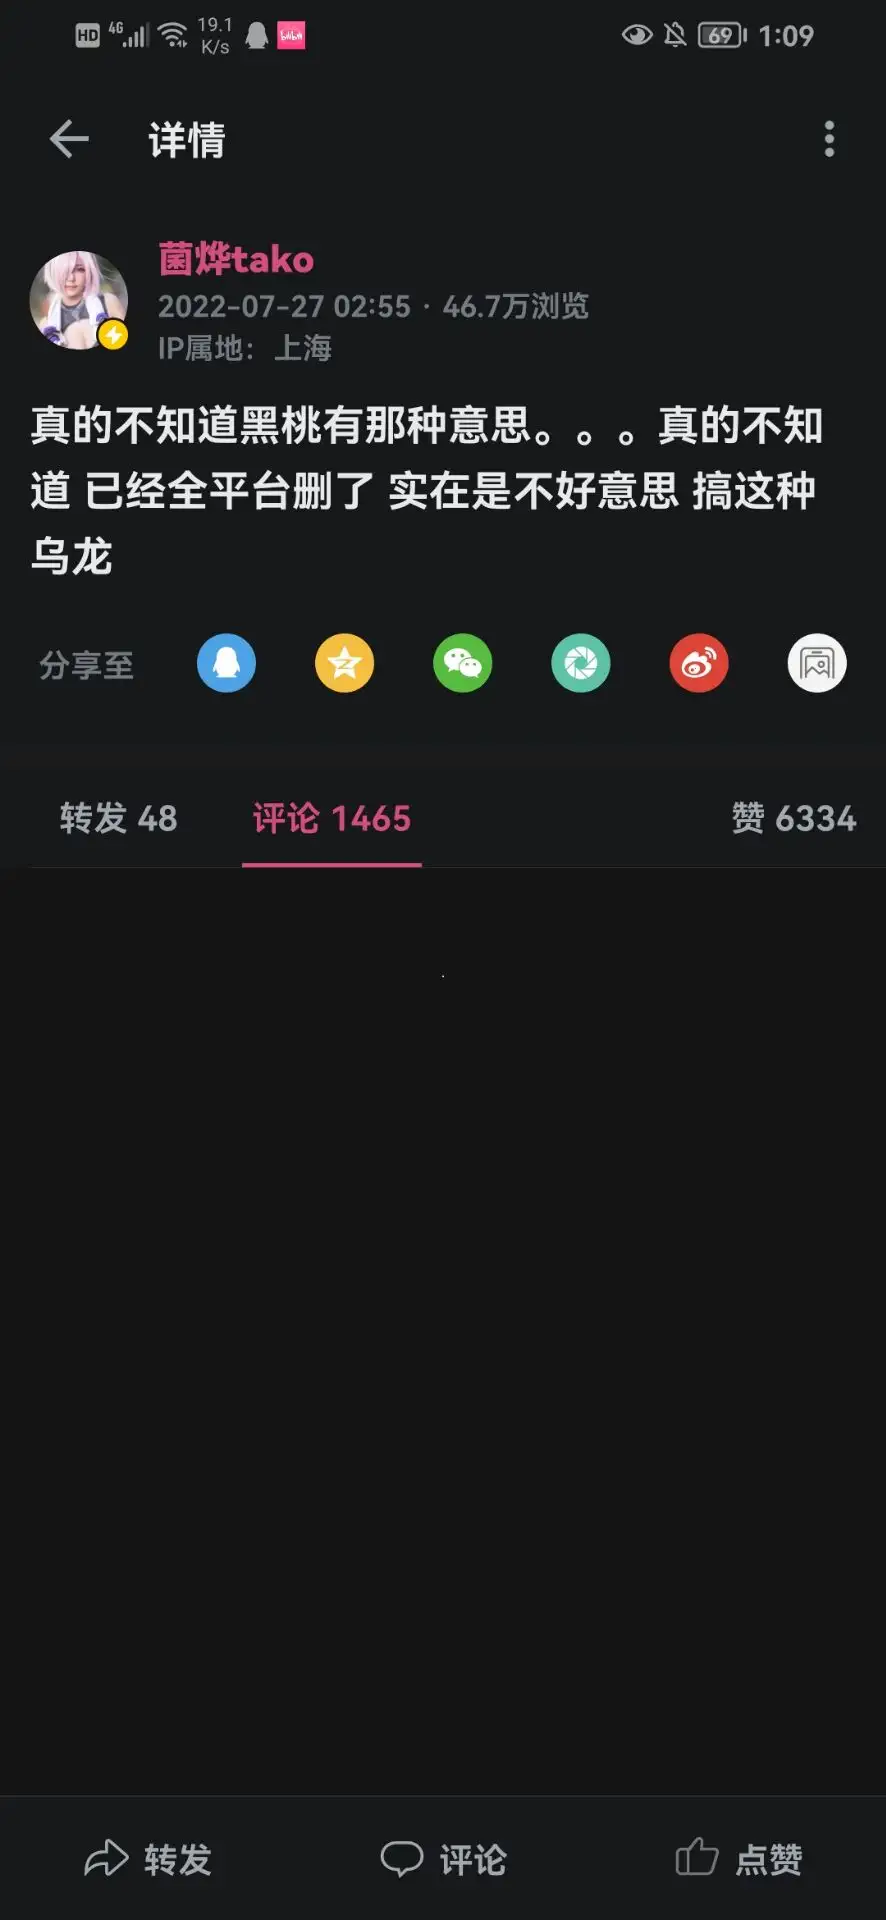 HD 4G 19.1 K/s bilibili 69 1:09
详情
菌烨tako
2022-07-27 02:55 · 46.7万浏览
IP属地：上海
真的不知道黑桃有那种意思。。。真的不知
道 已经全平台删了 实在是不好意思 搞这种
乌龙
分享至
转发 48 评论 1465 赞 6334
转发 评论 点赞